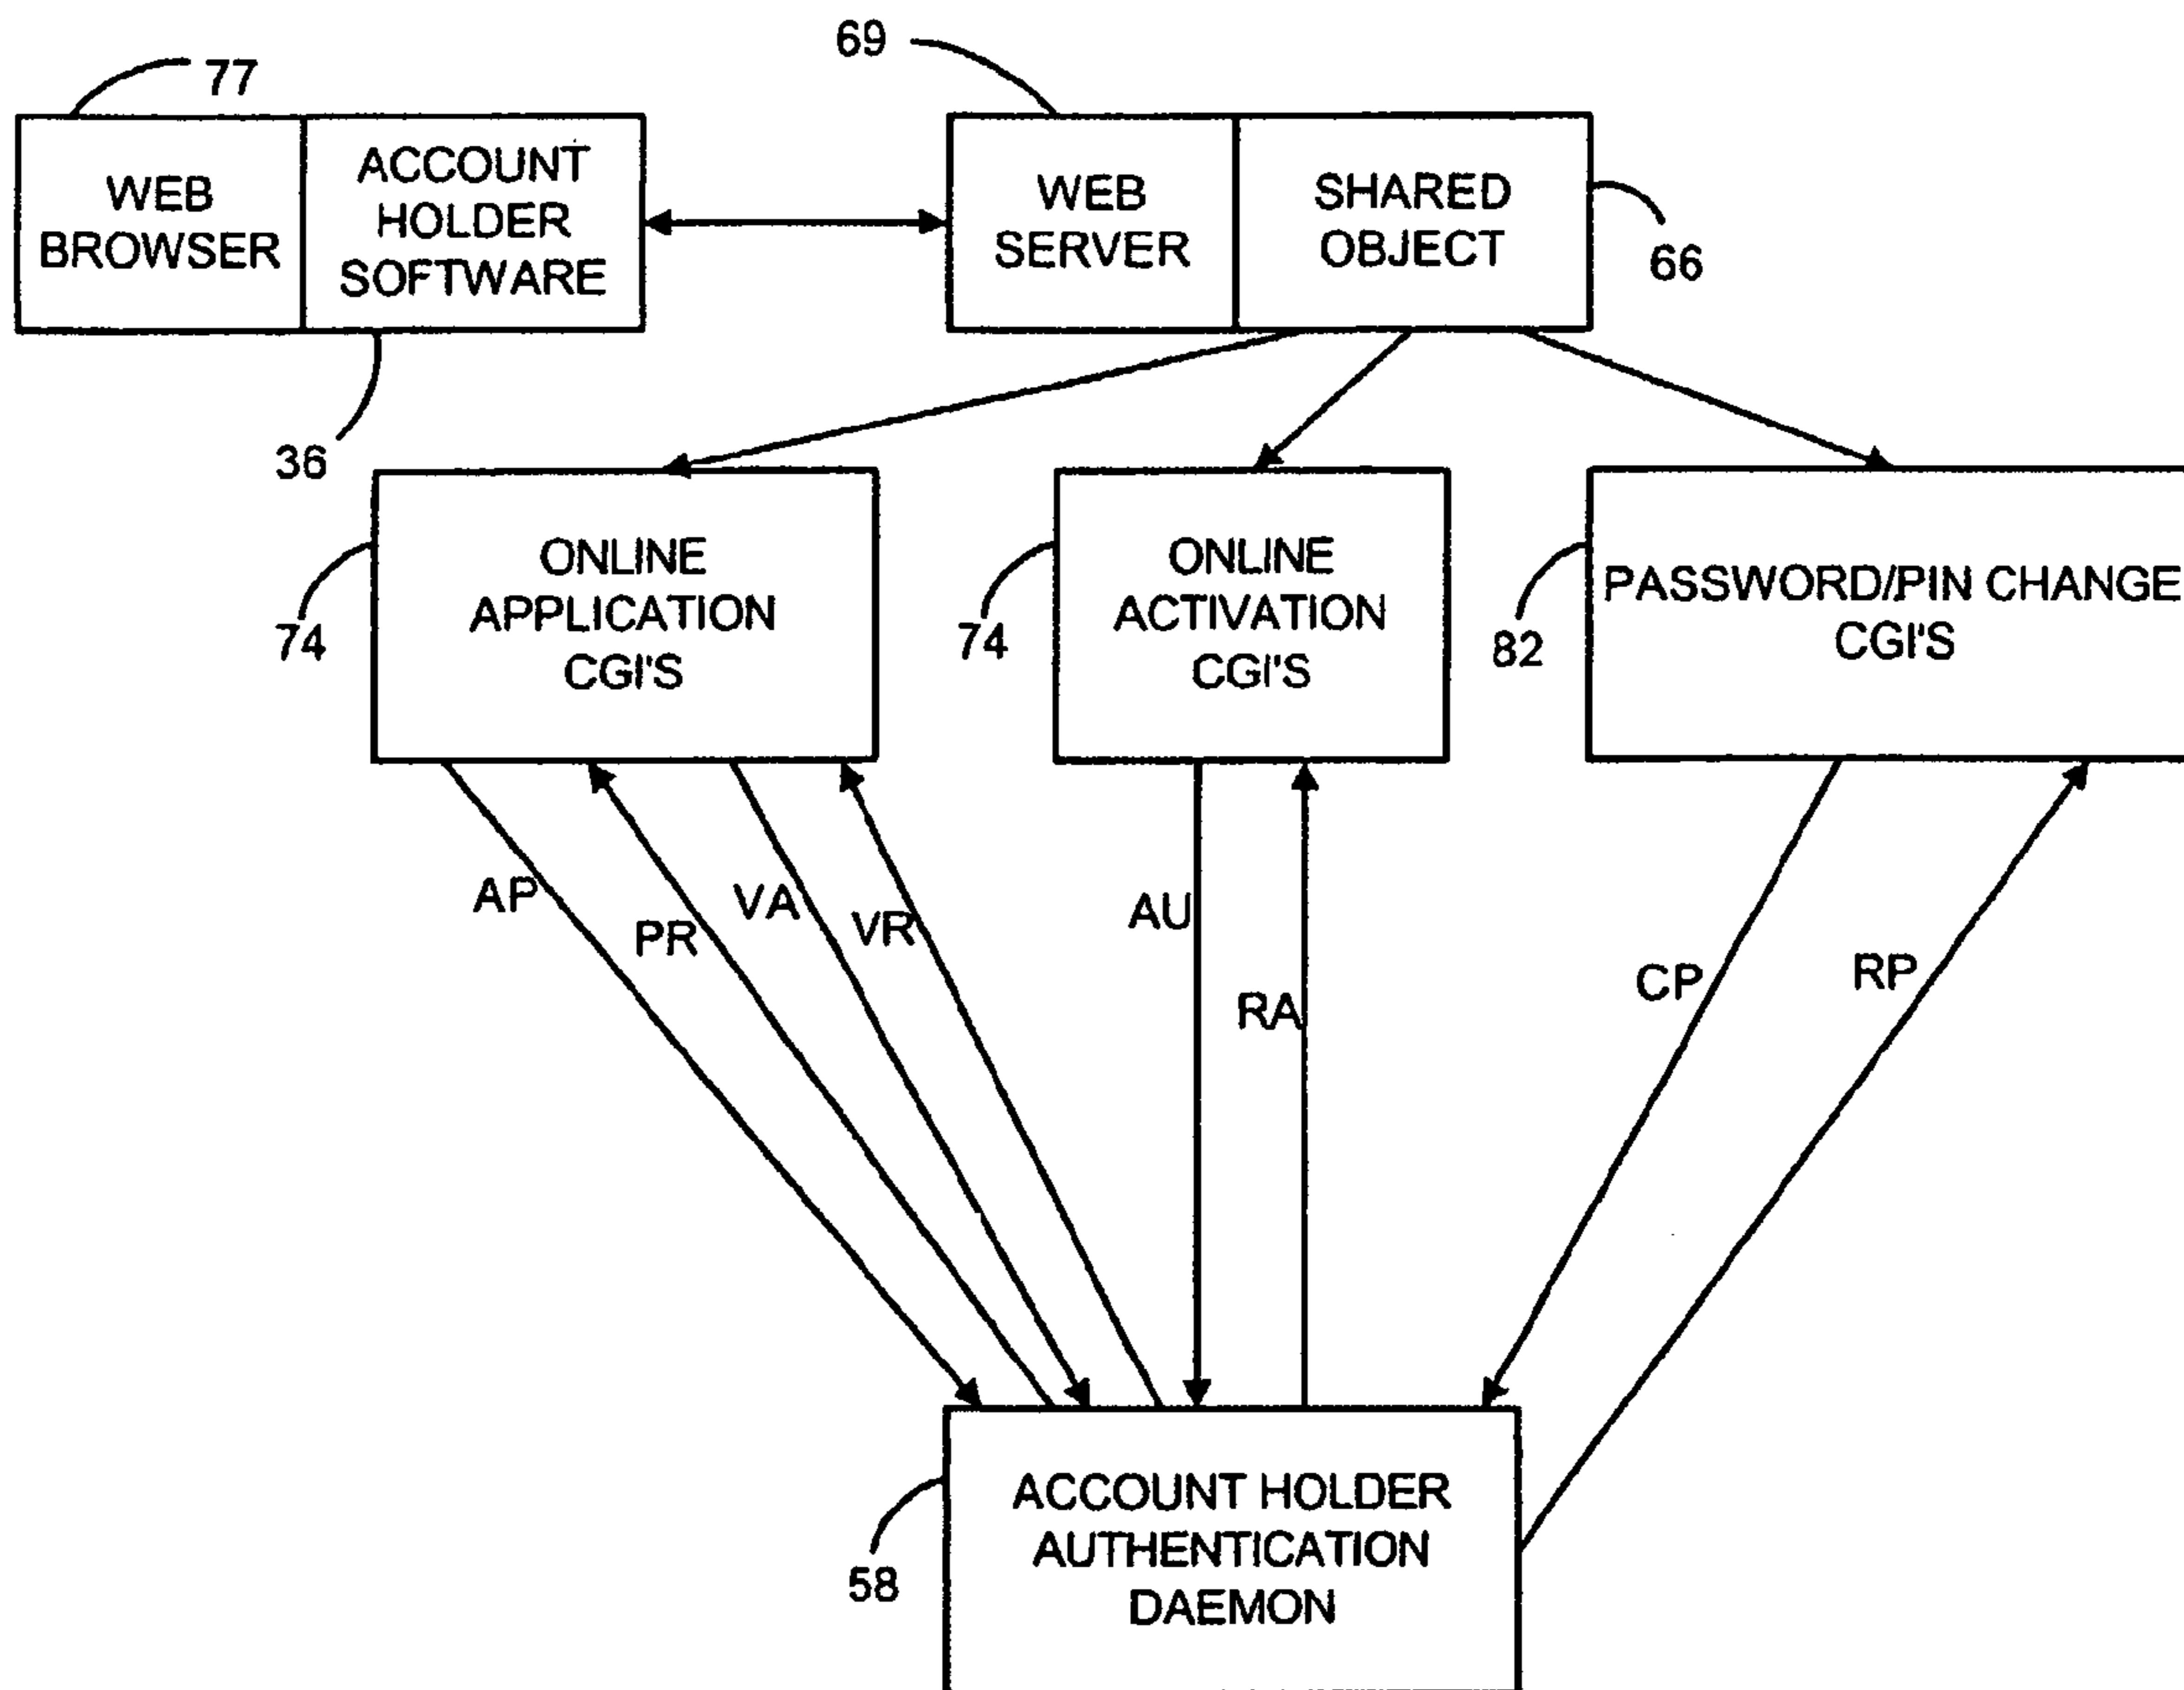 77
69
WEB
BROWSER
ACCOUNT
HOLDER
SOFTWARE
WEB
SERVER
SHARED
OBJECT
66
36
ONLINE
APPLICATION
CGI'S
74
ONLINE
ACTIVATION
CGI'S
74
PASSWORD/PIN CHANGE
CGI'S
82
AP
PR
VA
VR
AU
RA
CP
RP
ACCOUNT HOLDER
AUTHENTICATION
DAEMON
58